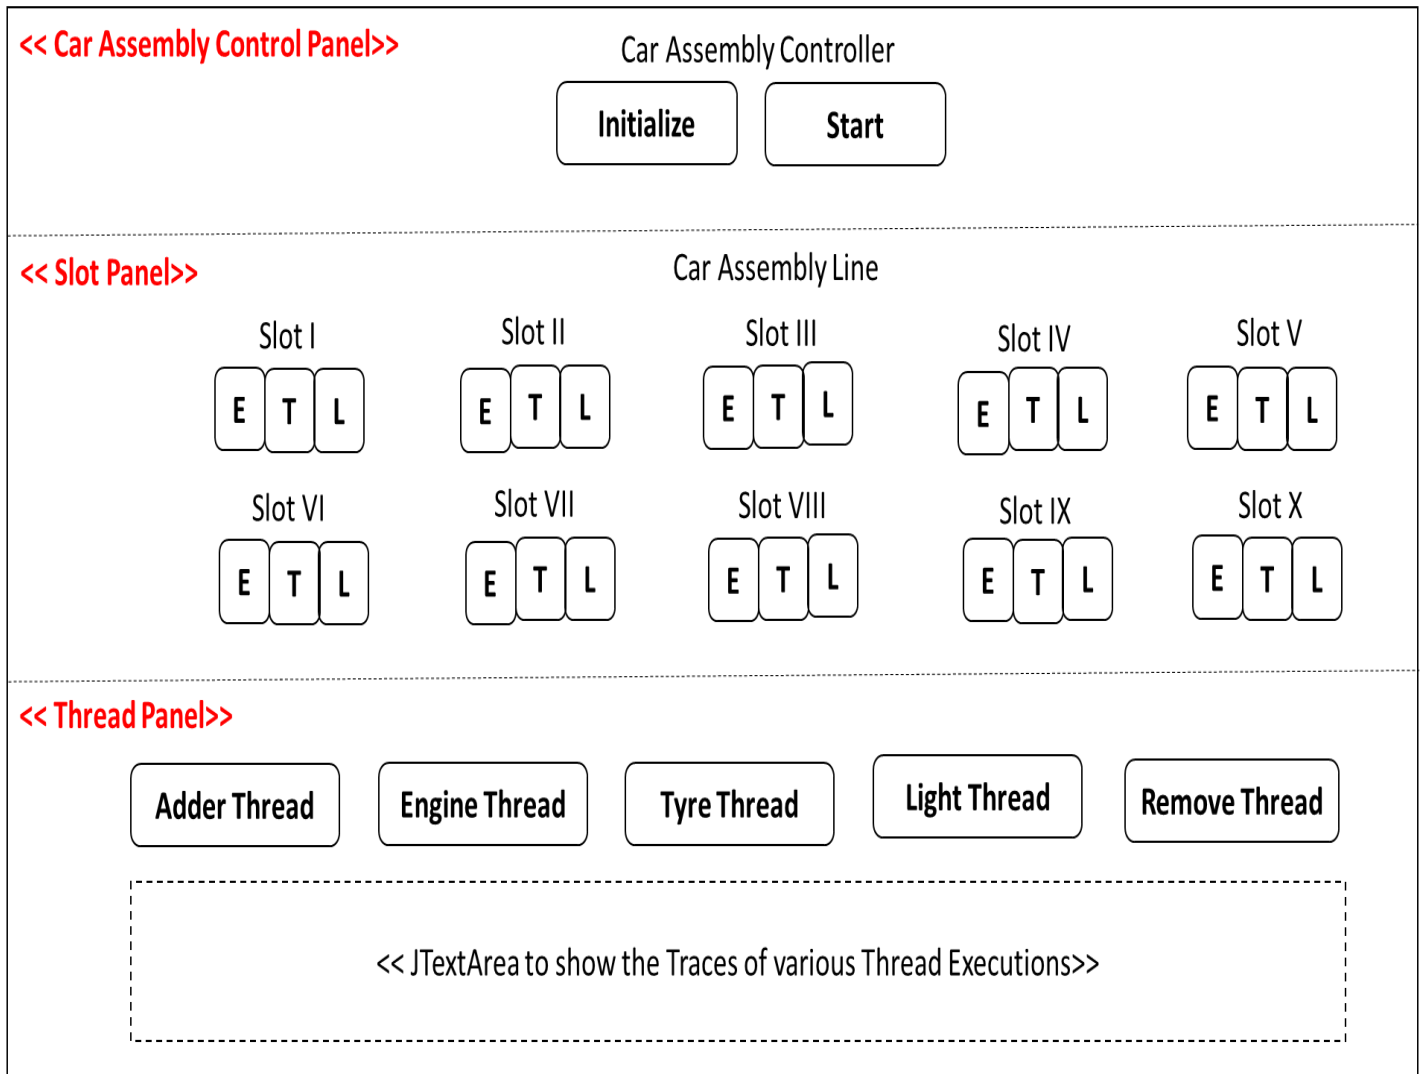 << Car Assembly Control Panel>>
Car Assembly Controller
Initialize
Start
<< Slot Panel>>
Car Assembly Line
Slot I
Slot II
Slot III
Slot IV
Slot V
E T L
E T L
E T L
E T L
E T L
Slot VI
Slot VII
Slot VIII
Slot IX
Slot X
E T L
E T L
E T L
E T L
E T L
<< Thread Panel>>
Adder Thread
Engine Thread
Tyre Thread
Light Thread
Remove Thread
<< JTextArea to show the Traces of various Thread Executions>>